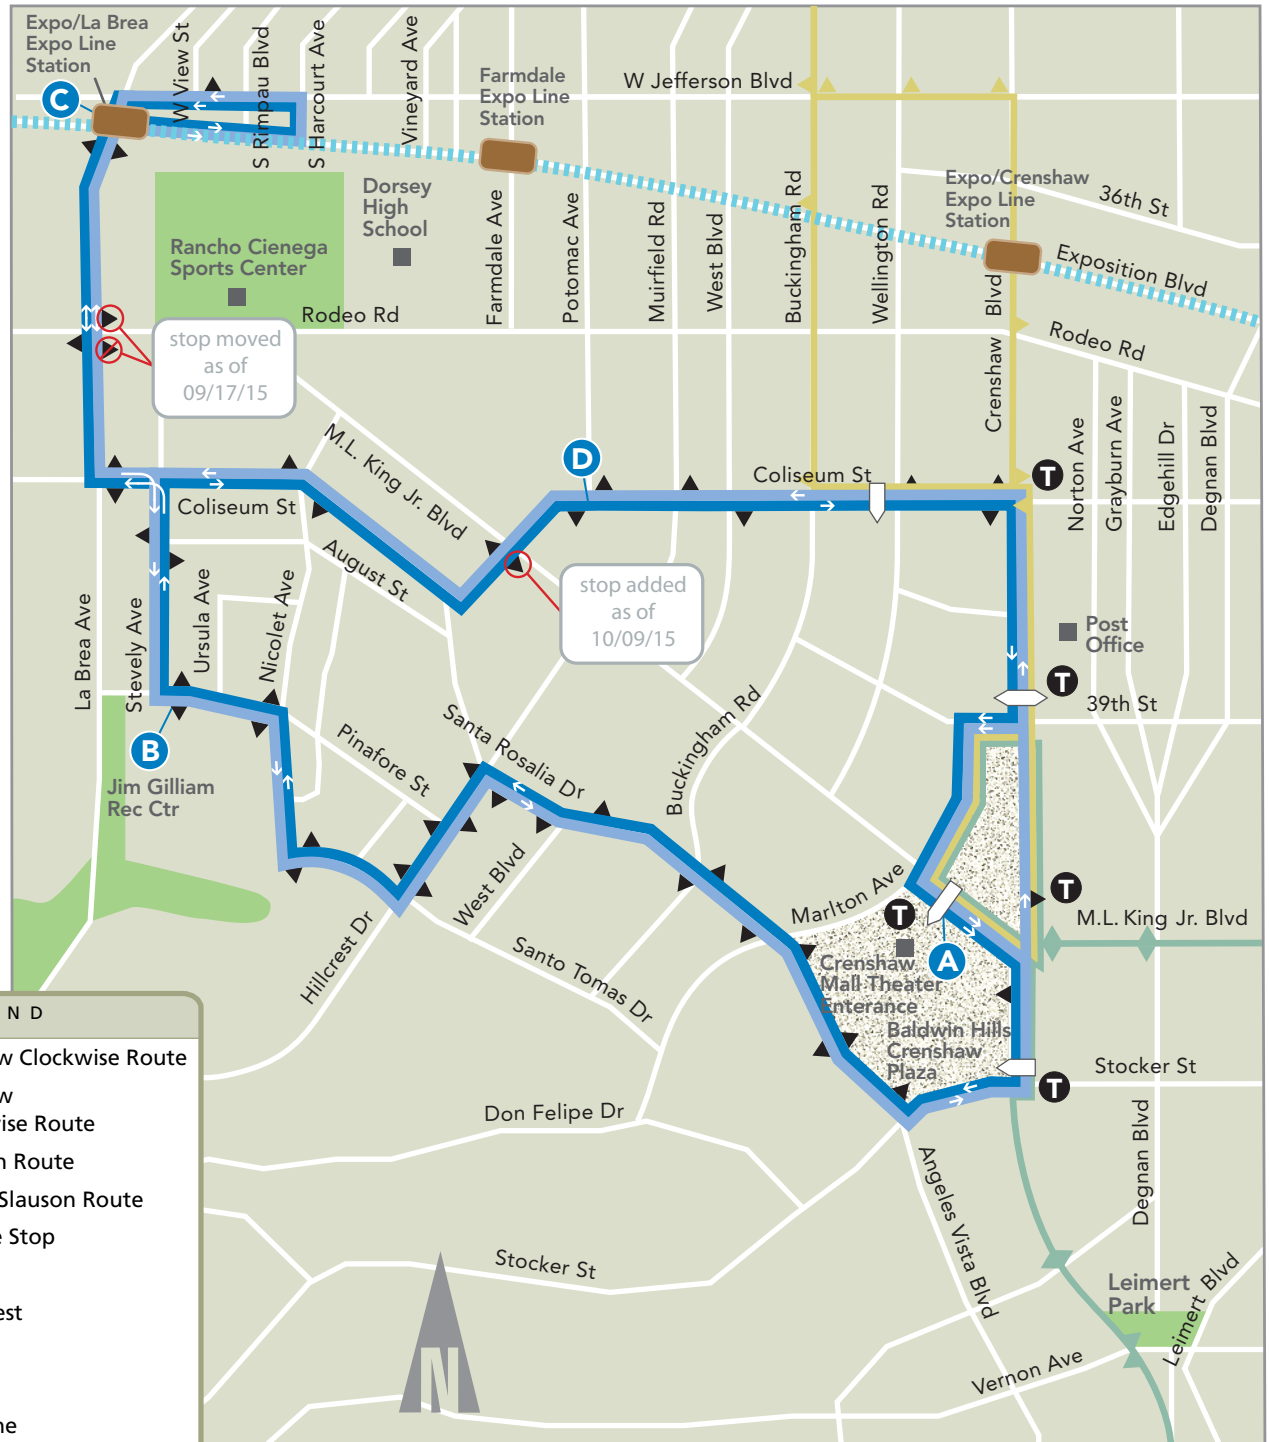 Expo/La Brea
Expo Line
Station
C
W View St
S Rimpau Blvd
S Harcourt Ave
Vineyard Ave
Farmdale
Expo Line
Station
W Jefferson Blvd
Expo/Crenshaw
Expo Line
Station
36th St
Exposition Blvd
Dorsey
High
School
Rancho Cienega
Sports Center
Rodeo Rd
Farmdale Ave
Potomac Ave
Muirfield Rd
West Blvd
Buckingham Rd
Wellington Rd
Crenshaw
Blvd
Rodeo Rd
stop moved
as of
09/17/15
M.L. King Jr. Blvd
D
Coliseum St
T
Norton Ave
Grayburn Ave
Edgehill Dr
Degnan Blvd
Coliseum St
August St
stop added
as of
10/09/15
Post
Office
La Brea Ave
Stevely Ave
Ursula Ave
Nicolet Ave
T
39th St
B
Jim Gilliam
Rec Ctr
Pinafore St
Santa Rosalia Dr
Buckingham Rd
West Blvd
Hillcrest Dr
Santo Tomas Dr
Marlton Ave
T
T
M.L. King Jr. Blvd
A
Crenshaw
Mall Theater
Enterance
Baldwin Hills
Crenshaw
Plaza
Stocker St
T
Don Felipe Dr
Degnan Blvd
Angeles Vista Blvd
Stocker St
Leimert
Park
Leimert Blvd
Vernon Ave
N
N D
w Clockwise Route
w
ise Route
n Route
Slauson Route
e Stop
est
ne